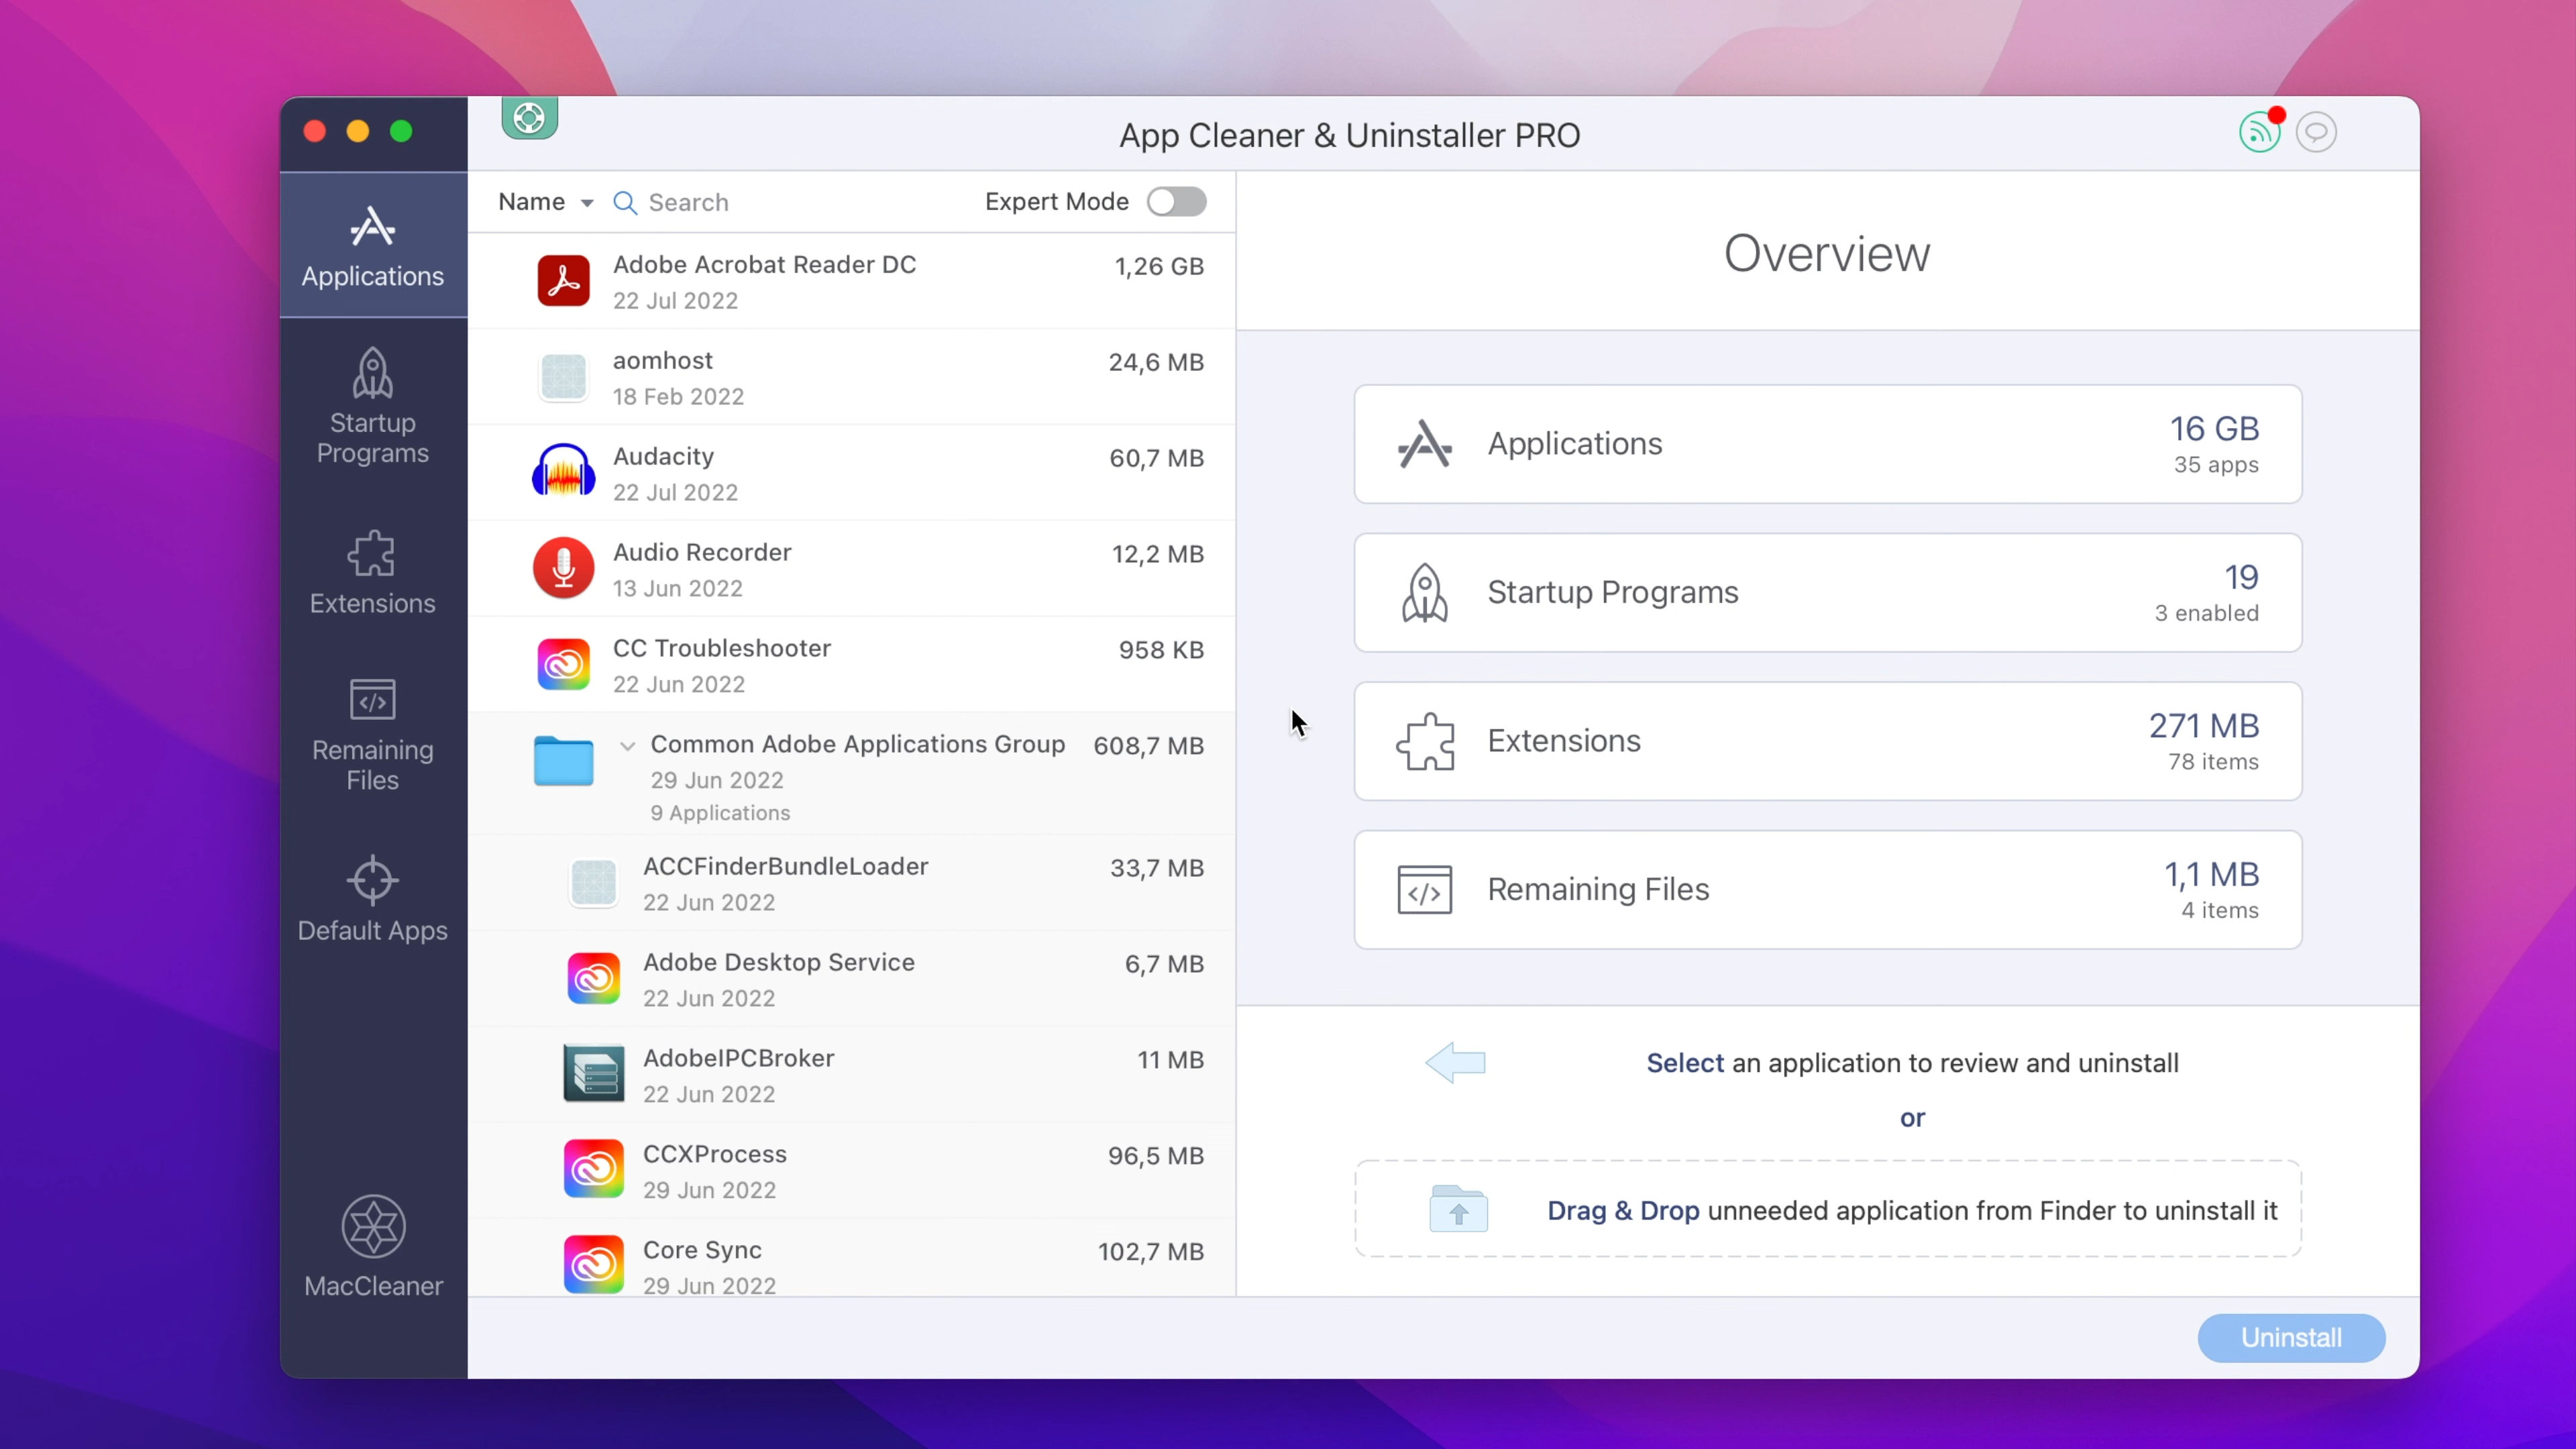 App Cleaner & Uninstaller PRO
Applications
Startup
Programs
Extensions
Remaining
Files
Default Apps
MacCleaner
Name Search Expert Mode
Adobe Acrobat Reader DC 1,26 GB
22 Jul 2022
aomhost 24,6 MB
18 Feb 2022
Audacity 60,7 MB
22 Jul 2022
Audio Recorder 12,2 MB
13 Jun 2022
CC Troubleshooter 958 KB
22 Jun 2022
Common Adobe Applications Group 608,7 MB
29 Jun 2022
9 Applications
ACCFinderBundleLoader 33,7 MB
22 Jun 2022
Adobe Desktop Service 6,7 MB
22 Jun 2022
AdobeIPCBroker 11 MB
22 Jun 2022
CCXProcess 96,5 MB
29 Jun 2022
Core Sync 102,7 MB
29 Jun 2022
Overview
Applications 16 GB
35 apps
Startup Programs 19
3 enabled
Extensions 271 MB
78 items
Remaining Files 1,1 MB
4 items
Select an application to review and uninstall
or
Drag & Drop unneeded application from Finder to uninstall it
Uninstall